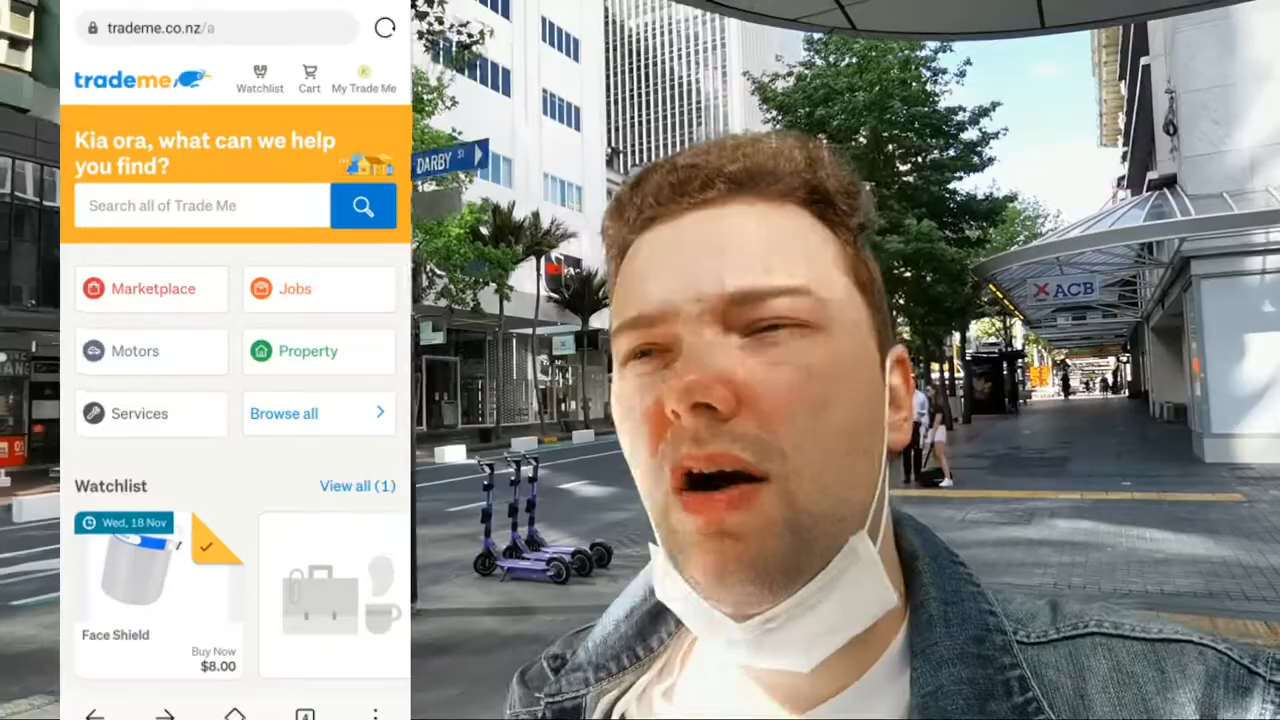 trademe.co.nz/a
trademe
Watchlist
Cart
My Trade Me
Kia ora, what can we help
you find?
Search all of Trade Me
Marketplace
Jobs
Motors
Property
Services
Browse all
Watchlist
View all (1)
Wed, 18 Nov
Face Shield
Buy Now
$8.00
4
DARBY ST
ACB